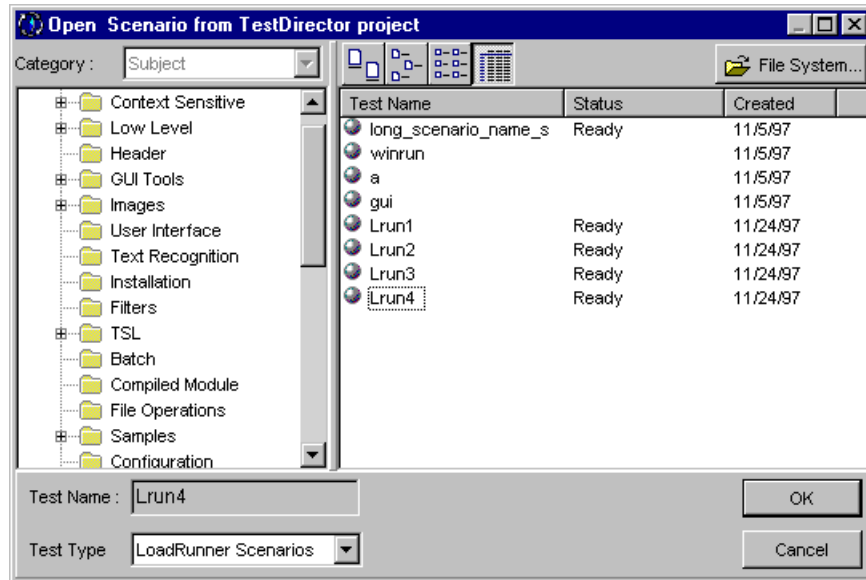 Open Scenario from TestDirector project
Category : Subject
File System...
Context Sensitive
Low Level
Header
GUI Tools
Images
User Interface
Text Recognition
Installation
Filters
TSL
Batch
Compiled Module
File Operations
Samples
Configuration
Test Name Status Created
long_scenario_name_s Ready 11/5/97
winrun 11/5/97
a 11/5/97
gui 11/5/97
Lrun1 Ready 11/24/97
Lrun2 Ready 11/24/97
Lrun3 Ready 11/24/97
Lrun4 Ready 11/24/97
Test Name : Lrun4
OK
Test Type LoadRunner Scenarios
Cancel